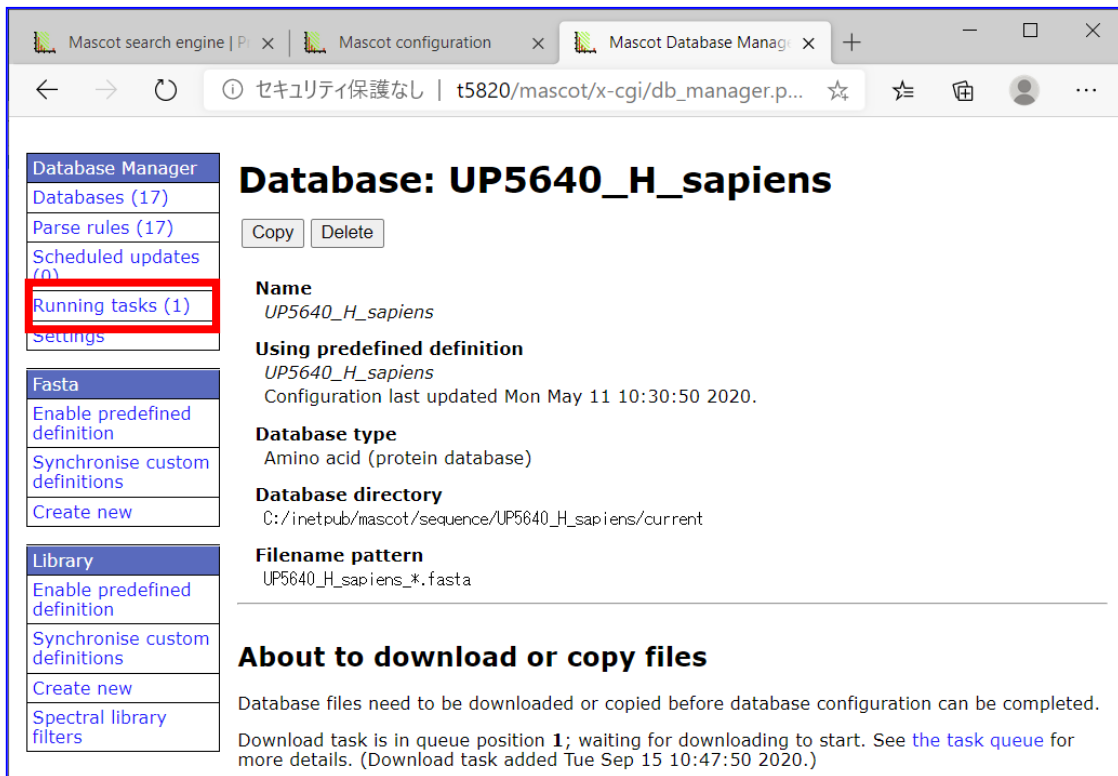 Mascot search engine | P
Mascot configuration
Mascot Database Manag
セキュリティ保護なし | t5820/mascot/x-cgi/db_manager.p...
Database Manager
Databases (17)
Parse rules (17)
Scheduled updates
(0)
Running tasks (1)
Settings
Fasta
Enable predefined
definition
Synchronise custom
definitions
Create new
Library
Enable predefined
definition
Synchronise custom
definitions
Create new
Spectral library
filters
Database: UP5640_H_sapiens
Copy Delete
Name
UP5640_H_sapiens
Using predefined definition
UP5640_H_sapiens
Configuration last updated Mon May 11 10:30:50 2020.
Database type
Amino acid (protein database)
Database directory
C:/inetpub/mascot/sequence/UP5640_H_sapiens/current
Filename pattern
UP5640_H_sapiens_*.fasta
About to download or copy files
Database files need to be downloaded or copied before database configuration can be completed.
Download task is in queue position 1; waiting for downloading to start. See the task queue for
more details. (Download task added Tue Sep 15 10:47:50 2020.)